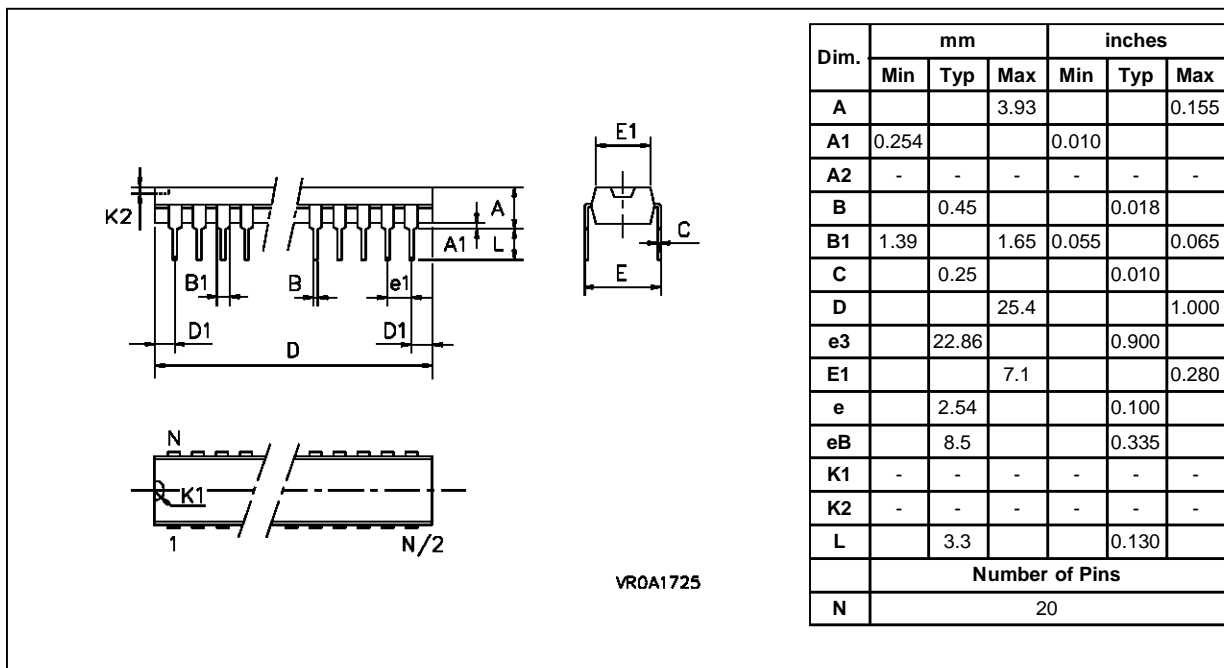 E1
K2
A
A1
L
C
B1
B
e1
E
D1
D1
D
N
K1
1
N/2
VR0A1725
Dim. mm inches
Min Typ Max Min Typ Max
A 3.93 0.155
A1 0.254 0.010
A2 - - - - - -
B 0.45 0.018
B1 1.39 1.65 0.055 0.065
C 0.25 0.010
D 25.4 1.000
e3 22.86 0.900
E1 7.1 0.280
e 2.54 0.100
eB 8.5 0.335
K1 - - - - - -
K2 - - - - - -
L 3.3 0.130
Number of Pins
N 20